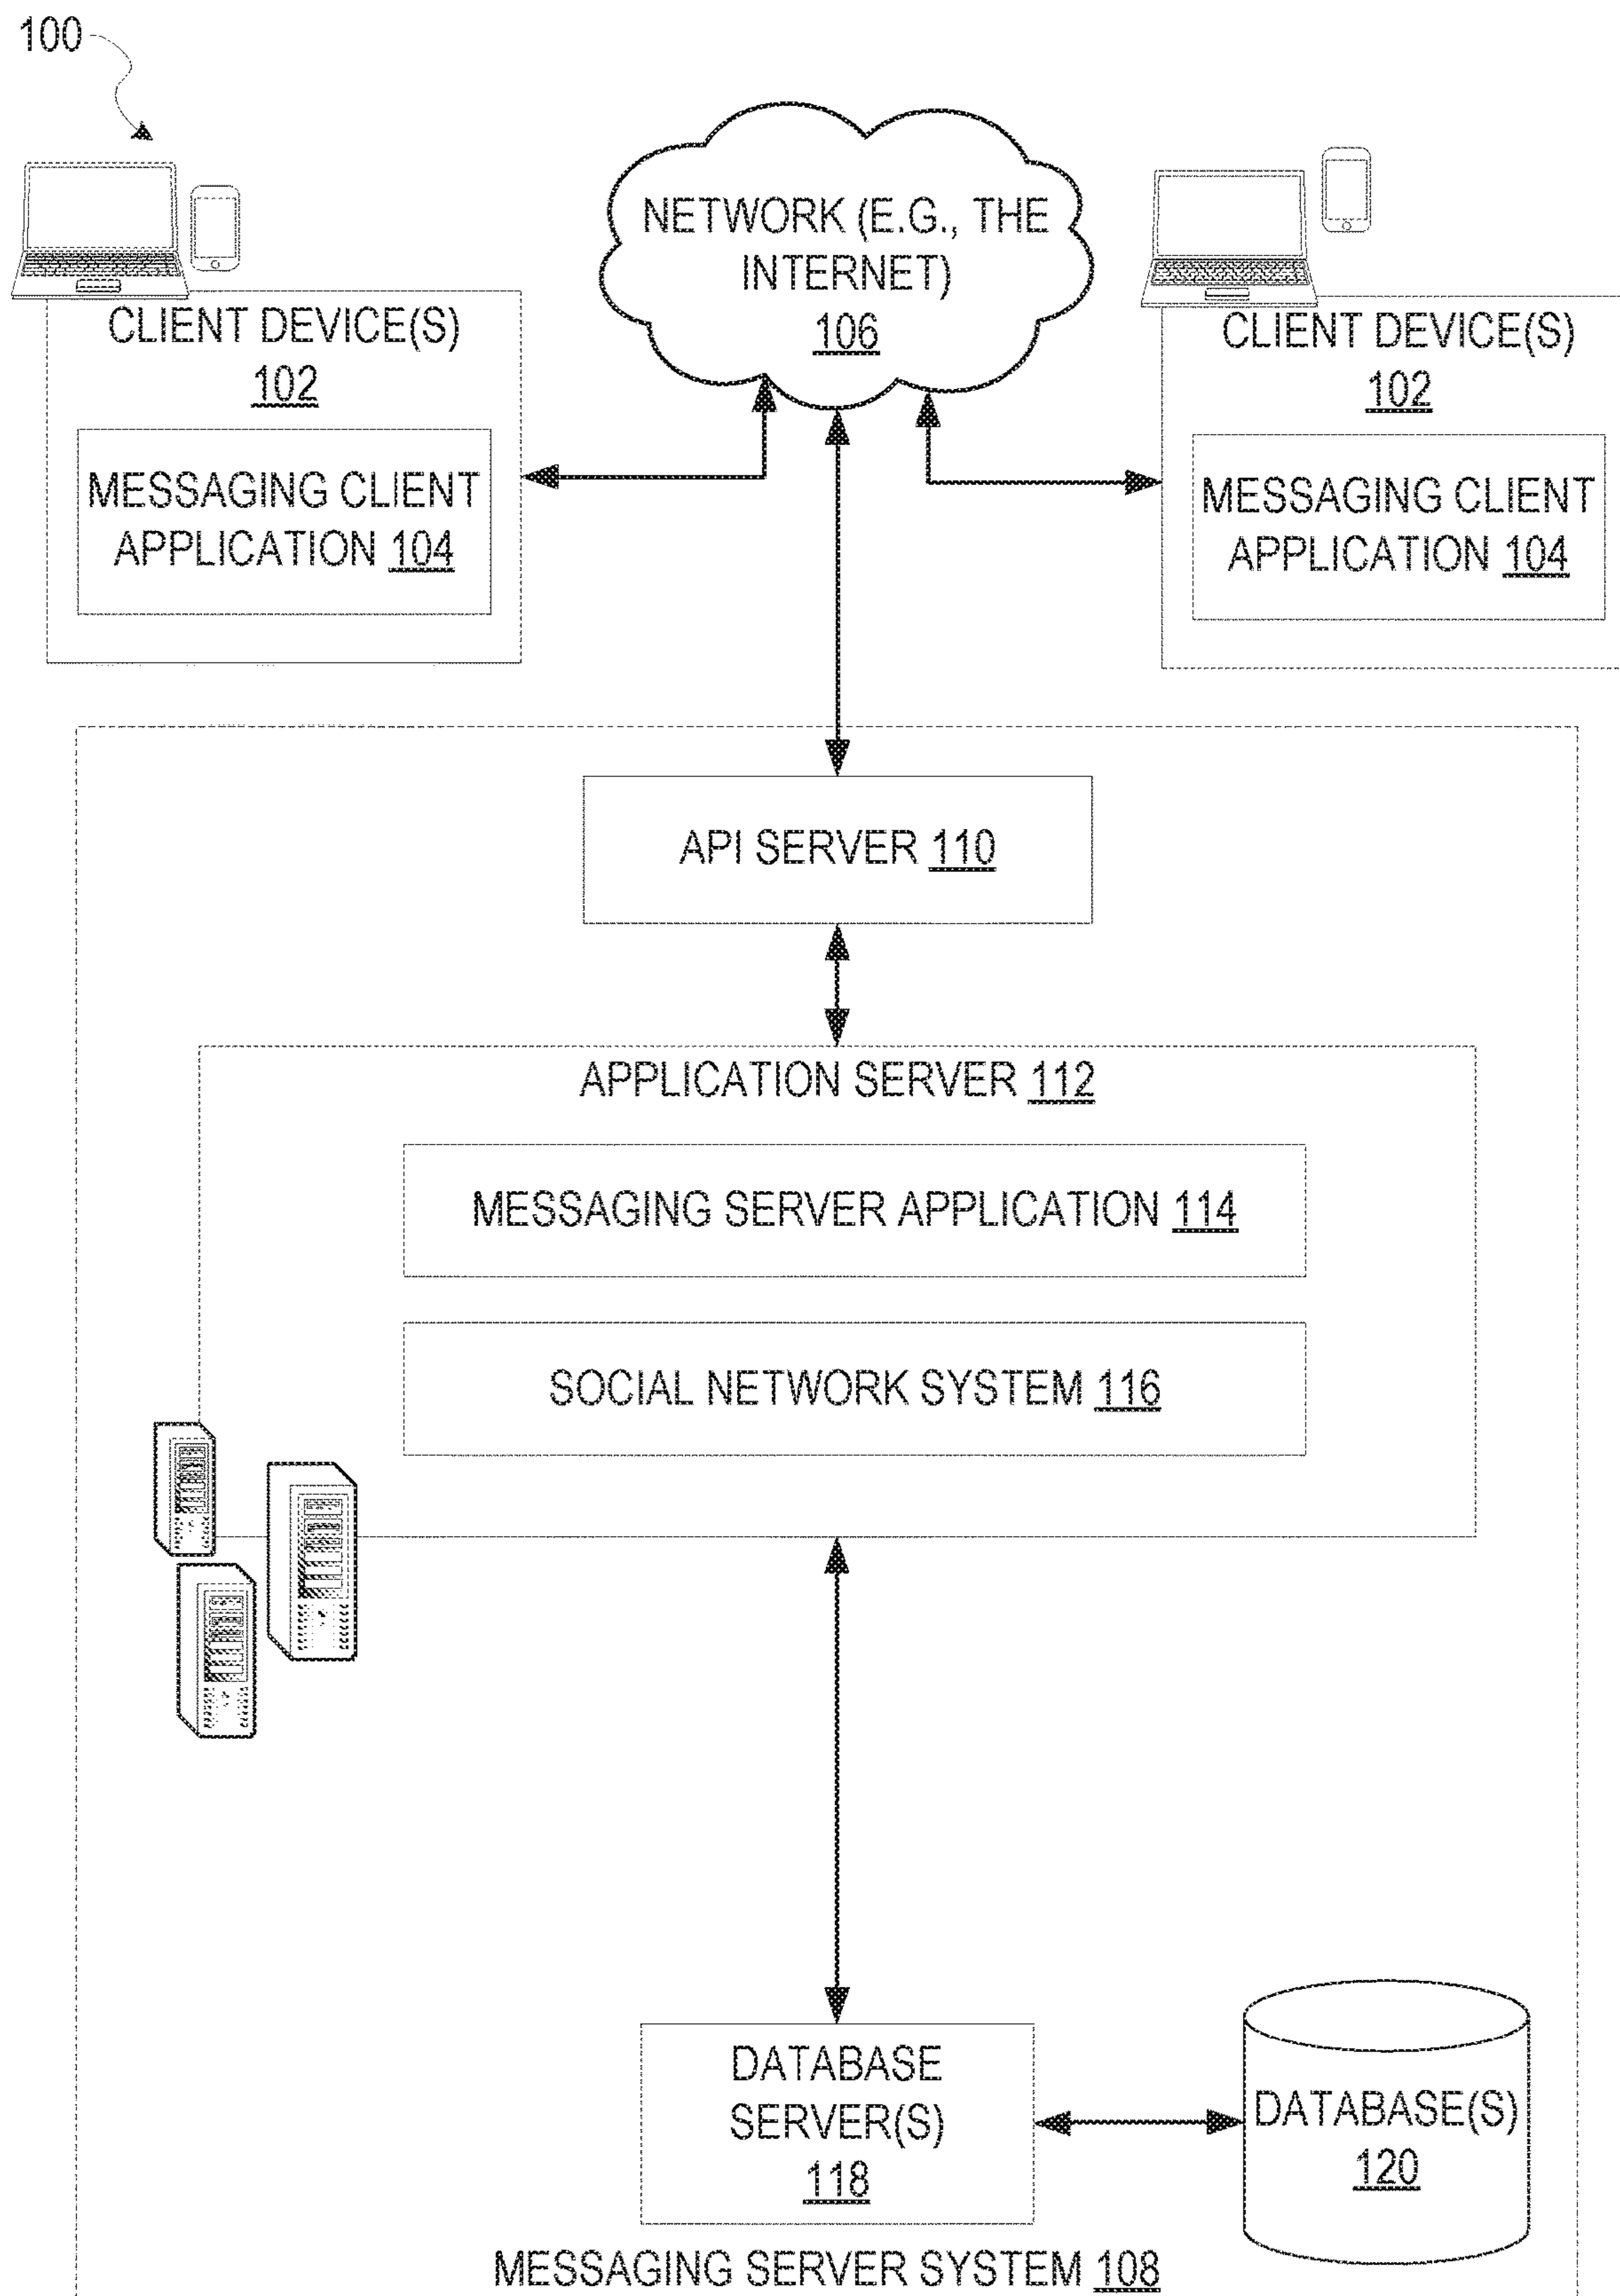 100
NETWORK (E.G., THE
INTERNET)
106
CLIENT DEVICE(S)
102
MESSAGING CLIENT
APPLICATION 104
CLIENT DEVICE(S)
102
MESSAGING CLIENT
APPLICATION 104
API SERVER 110
APPLICATION SERVER 112
MESSAGING SERVER APPLICATION 114
SOCIAL NETWORK SYSTEM 116
DATABASE
SERVER(S)
118
DATABASE(S)
120
MESSAGING SERVER SYSTEM 108